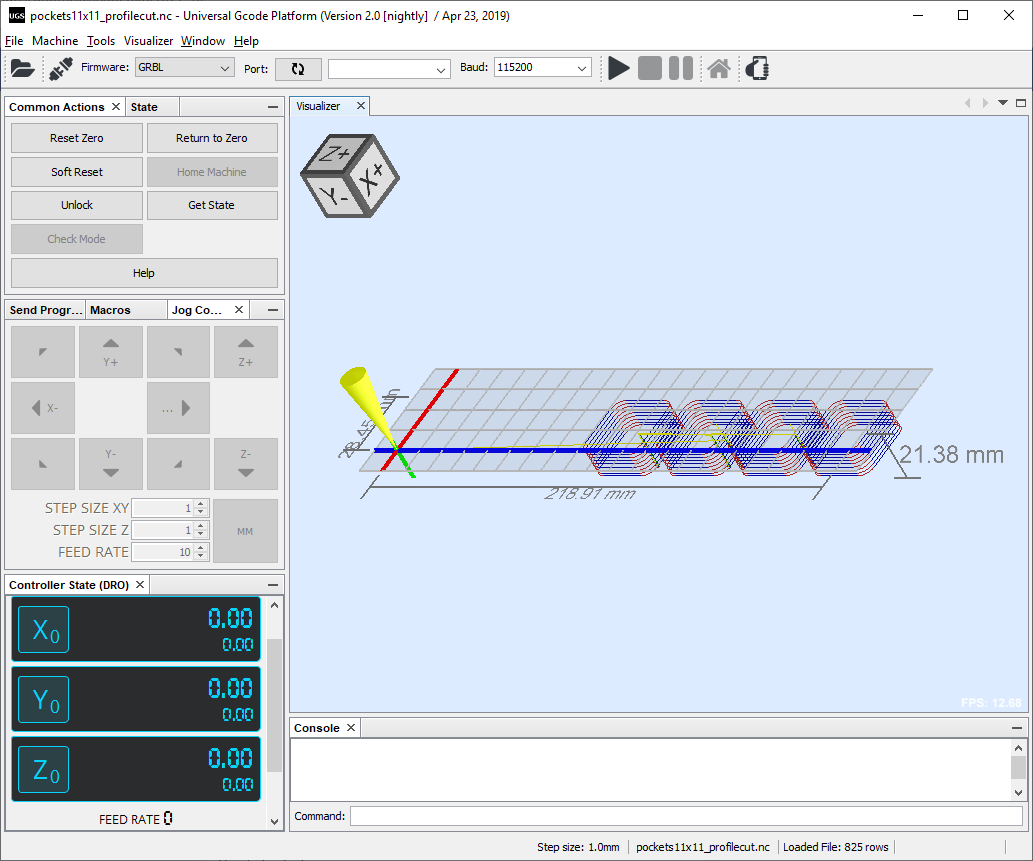 UGS pockets11x11_profilecut.nc - Universal Gcode Platform (Version 2.0 [nightly]  / Apr 23, 2019)
File Machine Tools Visualizer Window Help
Firmware: GRBL Port: Baud: 115200
Common Actions State
Reset Zero Return to Zero
Soft Reset Home Machine
Unlock Get State
Check Mode
Help
Send Progr... Macros Jog Co...
Y+ Z+
X- ...
Y- Z-
STEP SIZE XY 1
STEP SIZE Z 1
FEED RATE 10
MM
Controller State (DRO)
X0 0.00
0.00
Y0 0.00
0.00
Z0 0.00
0.00
FEED RATE 0
Visualizer
Z+
Y- X+
21.38 mm
218.91 mm
FPS: 12.68
Console
Command:
Step size: 1.0mm pockets11x11_profilecut.nc Loaded File: 825 rows